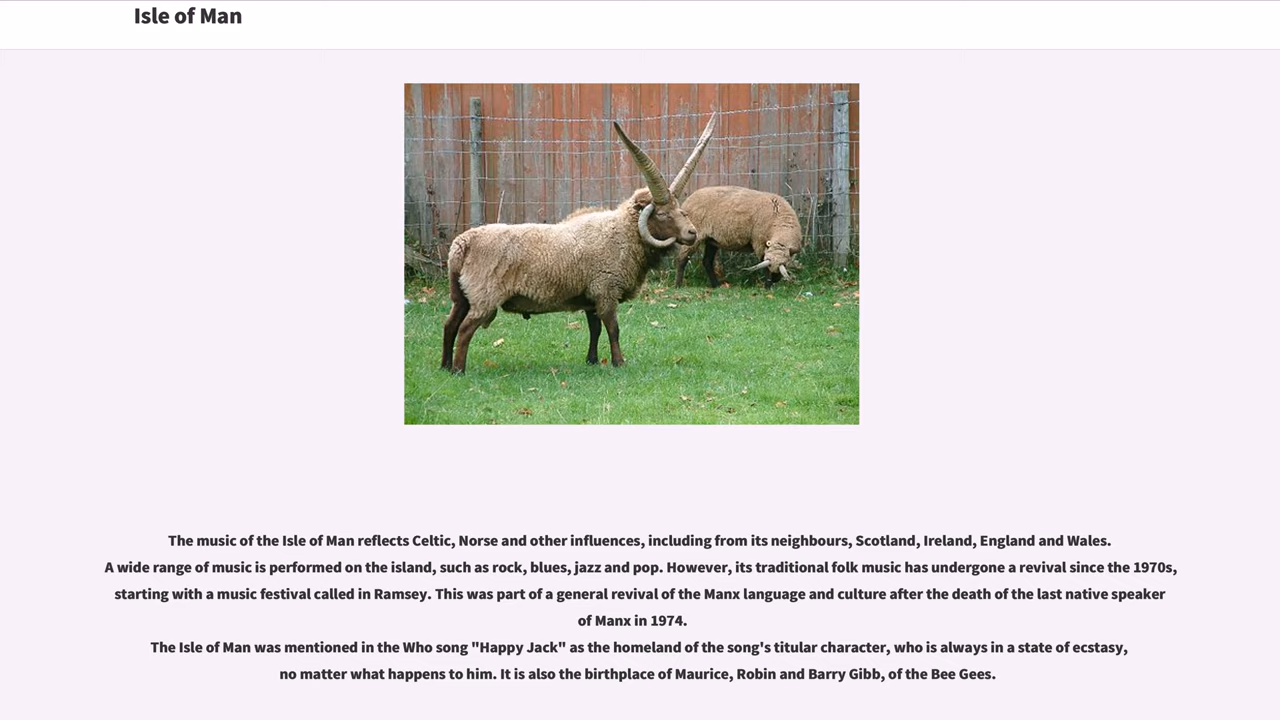 Isle of Man
The music of the Isle of Man reflects Celtic, Norse and other influences, including from its neighbours, Scotland, Ireland, England and Wales.
A wide range of music is performed on the island, such as rock, blues, jazz and pop. However, its traditional folk music has undergone a revival since the 1970s,
starting with a music festival called in Ramsey. This was part of a general revival of the Manx language and culture after the death of the last native speaker
of Manx in 1974.
The Isle of Man was mentioned in the Who song "Happy Jack" as the homeland of the song's titular character, who is always in a state of ecstasy,
no matter what happens to him. It is also the birthplace of Maurice, Robin and Barry Gibb, of the Bee Gees.